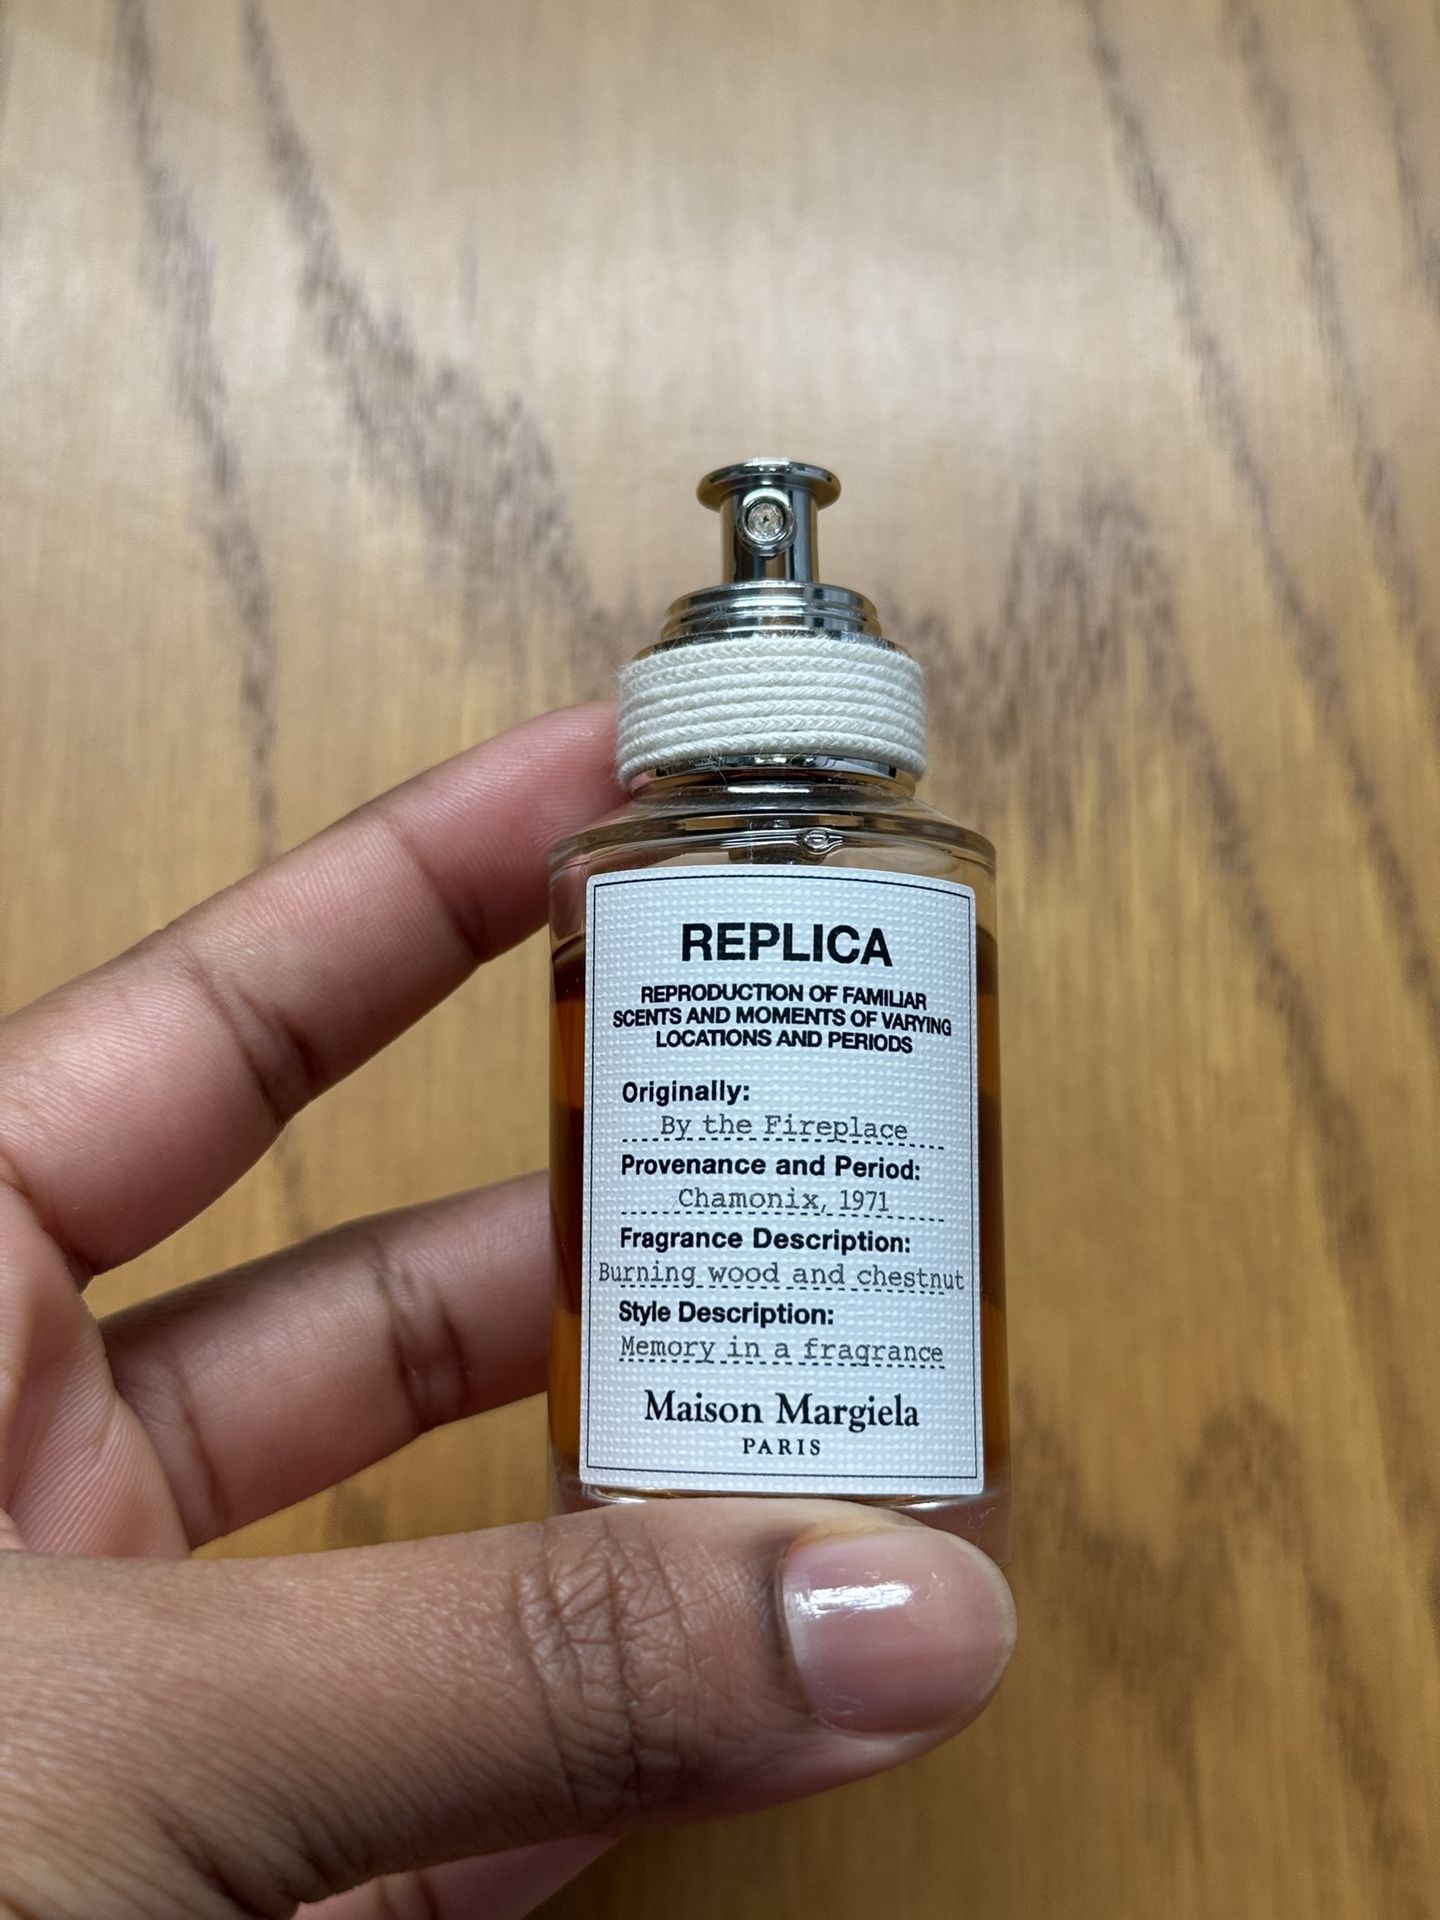 REPLICA
REPRODUCTION OF FAMILIAR
SCENTS AND MOMENTS OF VARYING
LOCATIONS AND PERIODS
Originally:
By the Fireplace
Provenance and Period:
Chamonix, 1971
Fragrance Description:
Burning wood and chestnut
Style Description:
Memory in a fragrance
Maison Margiela
PARIS